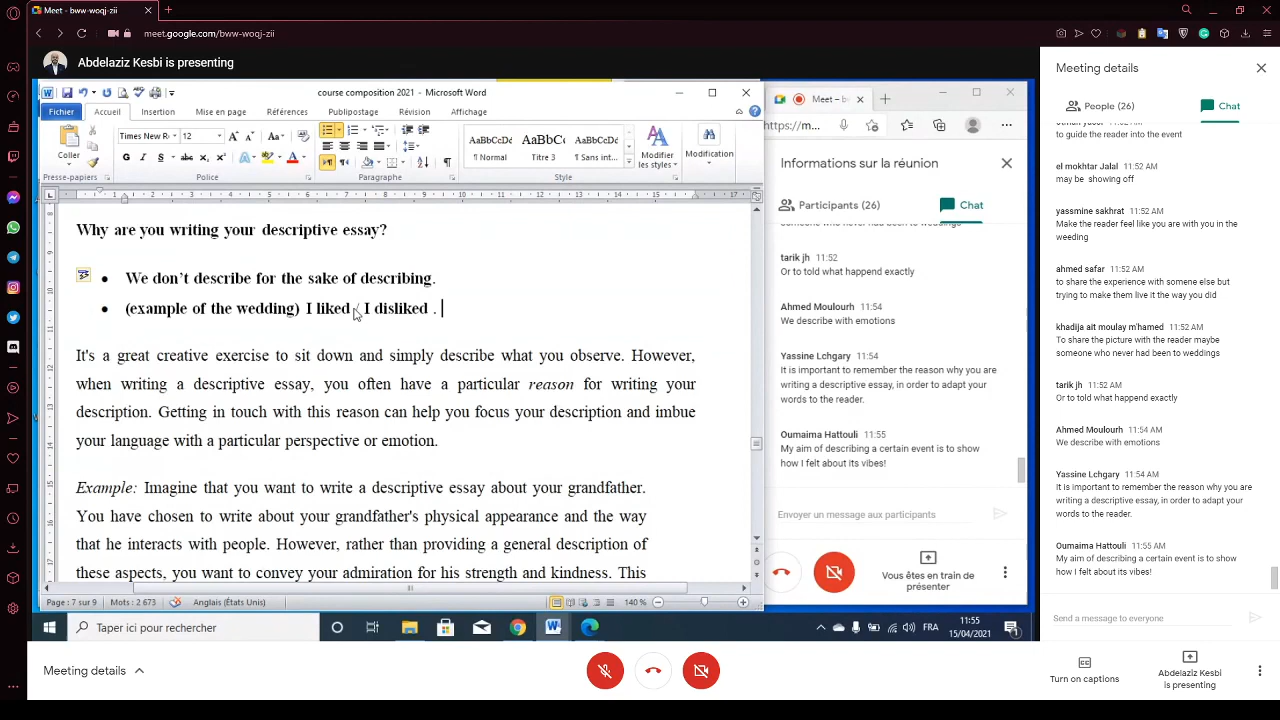 Meet - bww-woqj-zii
meet.google.com/bww-woqj-zii
Abdelaziz Kesbi is presenting
course composition 2021 - Microsoft Word
Fichier
Accueil
Insertion
Mise en page
Références
Publipostage
Révision
Affichage
Coller
Times New R
12
G I S abc X₂ X²
AaBbCcDc
AaBbCc
AaBbCcDc
¶ Normal
Titre 3
¶ Sans int...
Modifier
les styles
Modification
Presse-papiers
Police
Style
Why are you writing your descriptive essay?
• We don’t describe for the sake of describing.
• (example of the wedding) I liked / I disliked .
It's a great creative exercise to sit down and simply describe what you observe. However,
when writing a descriptive essay, you often have a particular reason for writing your
description. Getting in touch with this reason can help you focus your description and imbue
your language with a particular perspective or emotion.
Example: Imagine that you want to write a descriptive essay about your grandfather.
You have chosen to write about your grandfather's physical appearance and the way
that he interacts with people. However, rather than providing a general description of
these aspects, you want to convey your admiration for his strength and kindness. This
Page : 7 sur 9
Mots : 2 673
Anglais (États Unis)
140 %
Meet – b
https://m...
Informations sur la réunion
Participants (26)
Chat
tarik jh 11:52
Or to told what happend exactly
Ahmed Moulourh 11:54
We describe with emotions
Yassine Lchgary 11:54
It is important to remember the reason why you are
writing a descriptive essay, in order to adapt your
words to the reader.
Oumaima Hattouli 11:55
My aim of describing a certain event is to show
how I felt about its vibes!
Envoyer un message aux participants
Vous êtes en train de
présenter
Taper ici pour rechercher
FRA
11:55
15/04/2021
1
Meeting details
People (26)
Chat
to guide the reader into the event
el mokhtar Jalal 11:52 AM
may be showing off
yassmine sakhrat 11:52 AM
Make the reader feel like you are with you in the
weeding
ahmed safar 11:52 AM
to share the experience with somene else but
trying to make them live it the way you did
khadija ait moulay m'hamed 11:52 AM
To share the picture with the reader maybe
someone who never had been to weddings
tarik jh 11:52 AM
Or to told what happend exactly
Ahmed Moulourh 11:54 AM
We describe with emotions
Yassine Lchgary 11:54 AM
It is important to remember the reason why you are
writing a descriptive essay, in order to adapt your
words to the reader.
Oumaima Hattouli 11:55 AM
My aim of describing a certain event is to show
how I felt about its vibes!
Send a message to everyone
Meeting details
Turn on captions
Abdelaziz Kesbi
is presenting